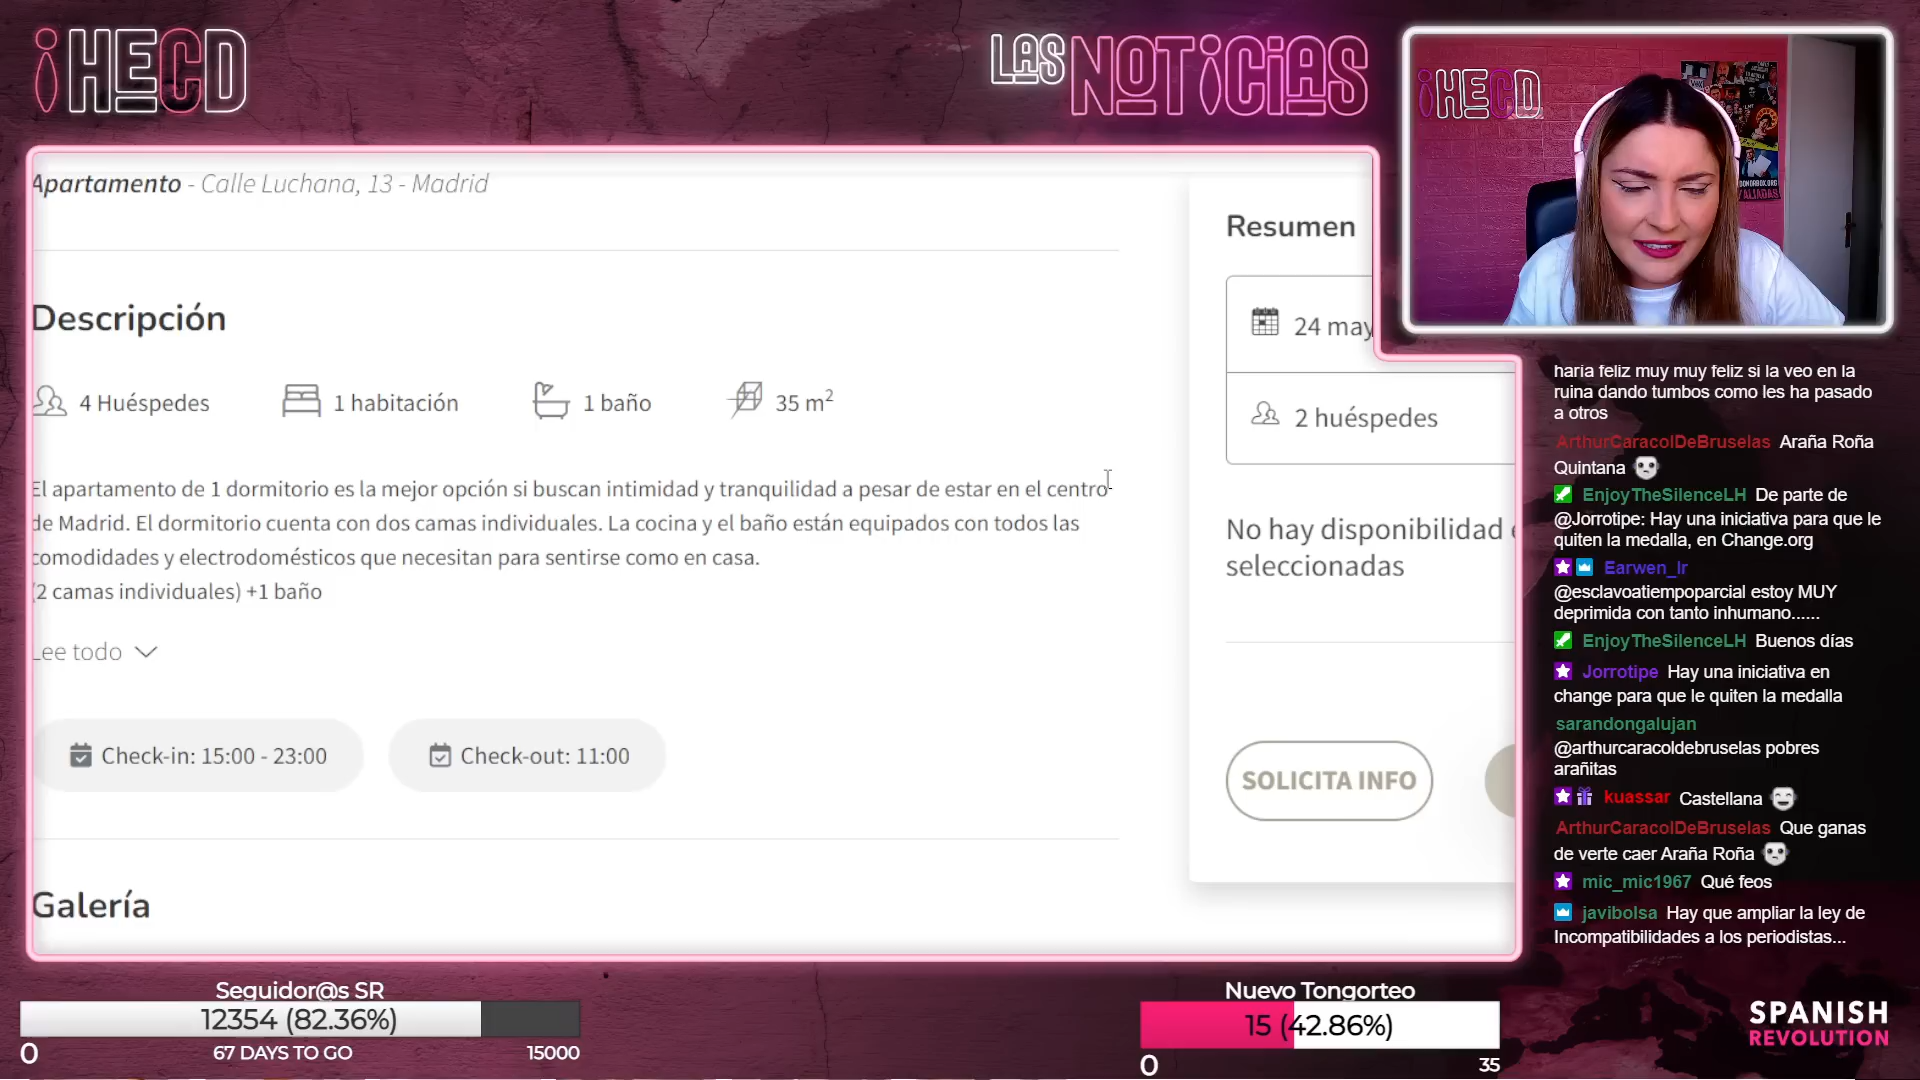 ¡HECD
LAS NOTICIAS
¡HECD
Apartamento - Calle Luchana, 13 - Madrid
Descripción
4 Huéspedes
1 habitación
1 baño
35 m²
El apartamento de 1 dormitorio es la mejor opción si buscan intimidad y tranquilidad a pesar de estar en el centro
de Madrid. El dormitorio cuenta con dos camas individuales. La cocina y el baño están equipados con todos las
comodidades y electrodomésticos que necesitan para sentirse como en casa.
(2 camas individuales) +1 baño
Lee todo
Check-in: 15:00 - 23:00
Check-out: 11:00
Galería
Resumen
24 may
2 huéspedes
No hay disponibilidad
seleccionadas
SOLICITA INFO
haría feliz muy muy feliz si la veo en la
ruina dando tumbos como les ha pasado
a otros
ArthurCaracolDeBruselas Araña Roña
Quintana
EnjoyTheSilenceLH De parte de
@Jorrotipe: Hay una iniciativa para que le
quiten la medalla, en Change.org
Earwen_Ir
@esclavoatiempoparcial estoy MUY
deprimida con tanto inhumano......
EnjoyTheSilenceLH Buenos días
Jorrotipe Hay una iniciativa en
change para que le quiten la medalla
sarandongalujan
@arthurcaracoldebruselas pobres
arañitas
kuassar Castellana
ArthurCaracolDeBruselas Que ganas
de verte caer Araña Roña
mic_mic1967 Qué feos
javibolsa Hay que ampliar la ley de
Incompatibilidades a los periodistas...
Seguidor@s SR
12354 (82.36%)
0
67 DAYS TO GO
15000
Nuevo Tongorteo
15 (42.86%)
0
35
SPANISH
REVOLUTION